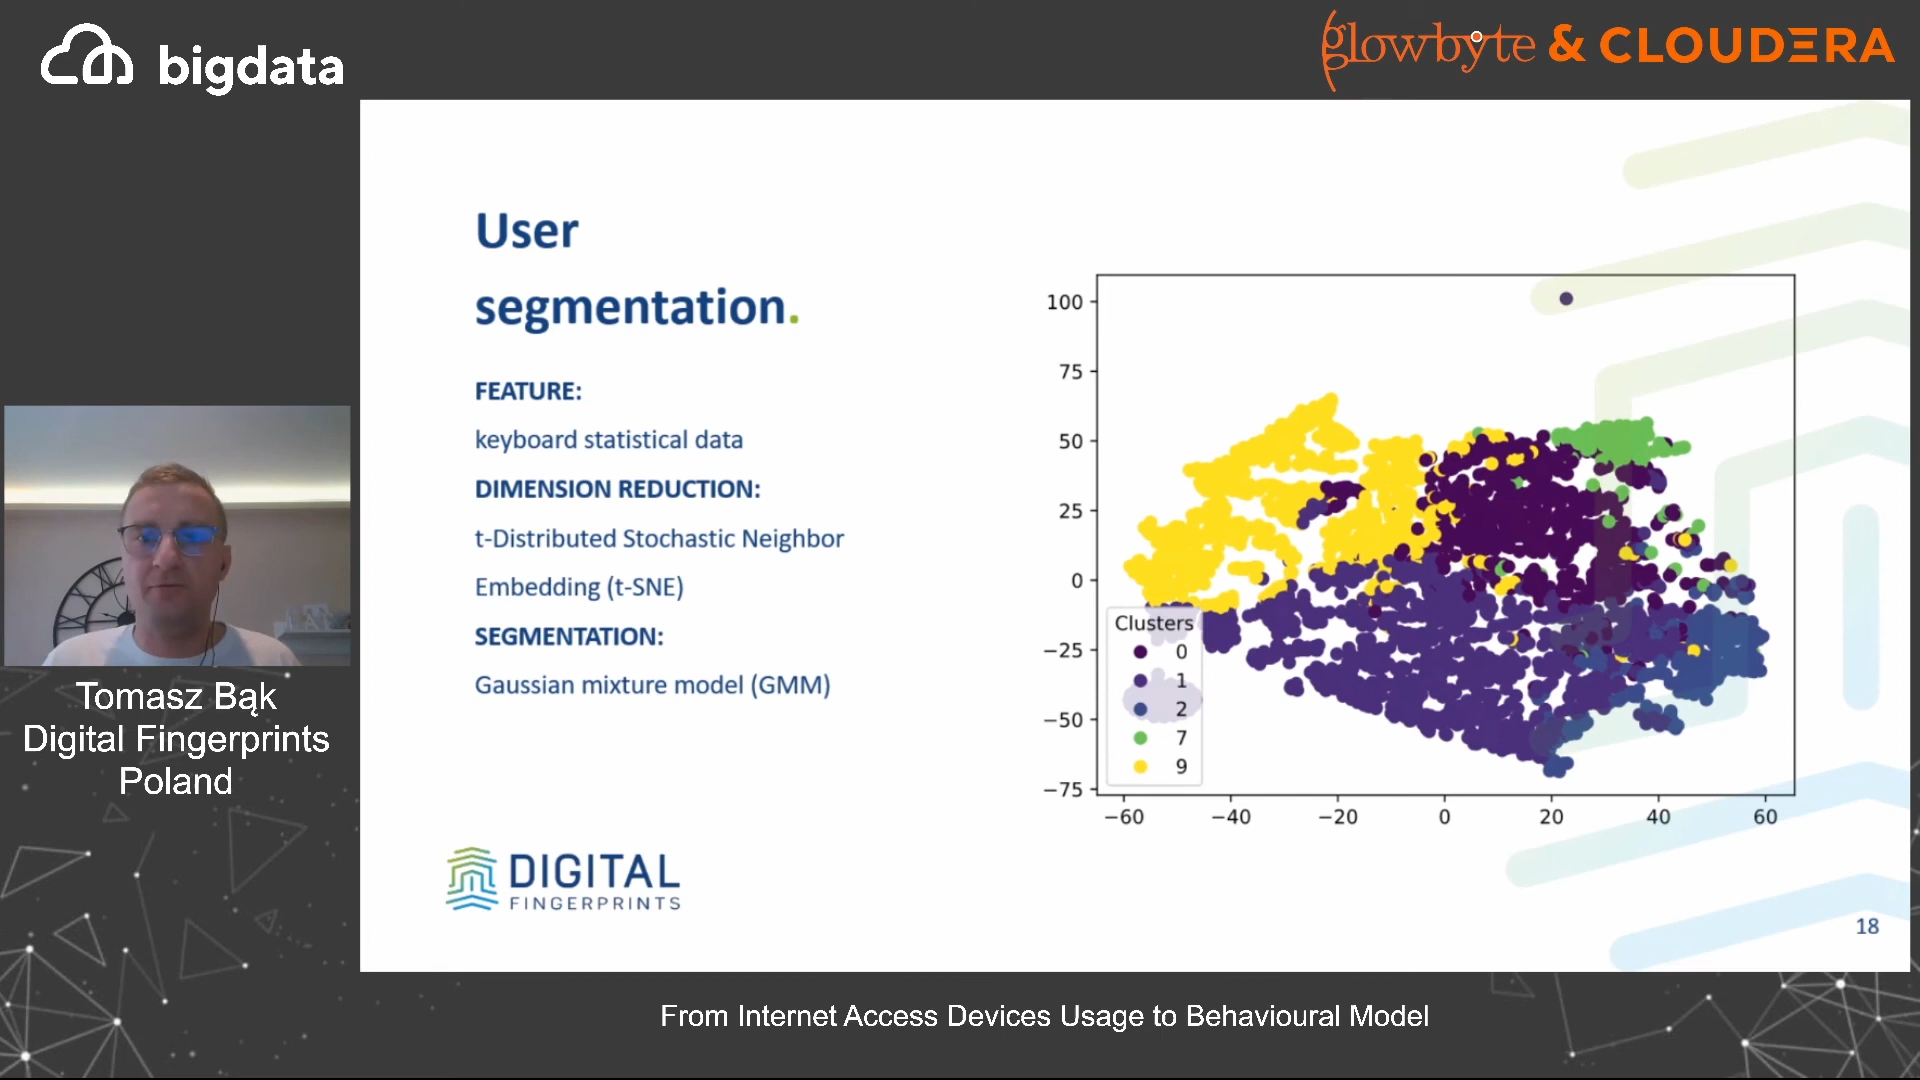 bigdata
glowbyte & CLOUDERA
User
segmentation.
FEATURE:
keyboard statistical data
DIMENSION REDUCTION:
t-Distributed Stochastic Neighbor
Embedding (t-SNE)
SEGMENTATION:
Gaussian mixture model (GMM)
100
75
50
25
0
−25
−50
−75
−60 −40 −20 0 20 40 60
Clusters
0
1
2
7
9
Tomasz Bąk
Digital Fingerprints
Poland
DIGITAL
FINGERPRINTS
18
From Internet Access Devices Usage to Behavioural Model